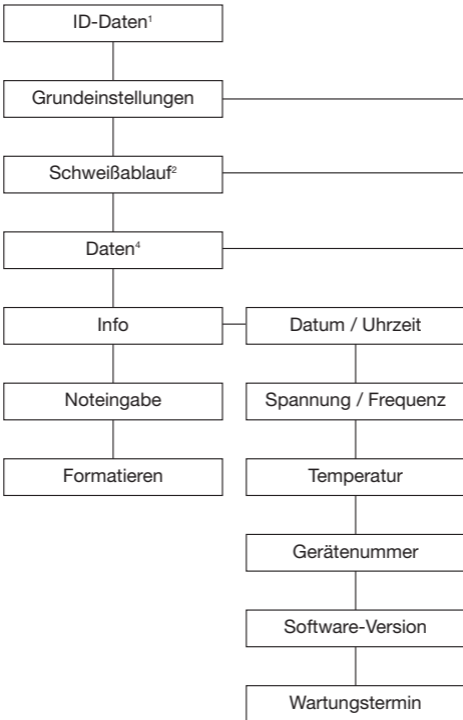 ID-Daten¹
Grundeinstellungen
Schweißablauf²
Daten⁴
Info
Datum / Uhrzeit
Noteingabe
Spannung / Frequenz
Formatieren
Temperatur
Gerätenummer
Software-Version
Wartungstermin